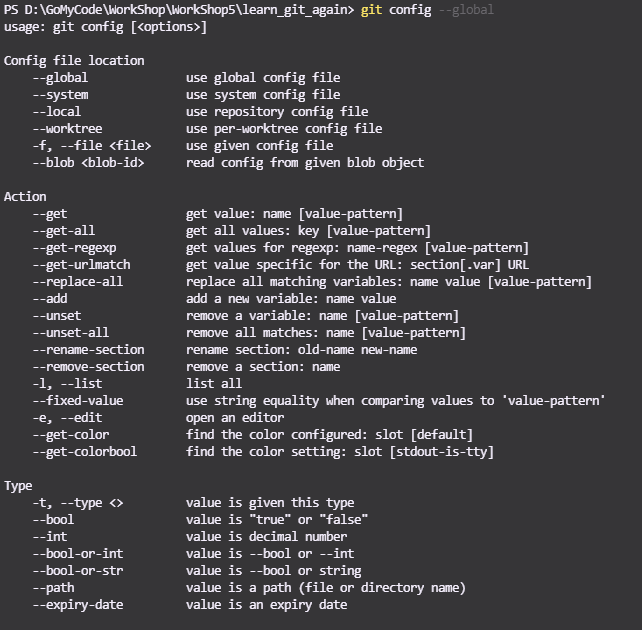 PS D:\GoMyCode\WorkShop\WorkShop5\learn_git_again> git config --global
usage: git config [<options>]

Config file location
    --global              use global config file
    --system              use system config file
    --local               use repository config file
    --worktree            use per-worktree config file
    -f, --file <file>     use given config file
    --blob <blob-id>      read config from given blob object

Action
    --get                 get value: name [value-pattern]
    --get-all             get all values: key [value-pattern]
    --get-regexp          get values for regexp: name-regex [value-pattern]
    --get-urlmatch        get value specific for the URL: section[.var] URL
    --replace-all         replace all matching variables: name value [value-pattern]
    --add                 add a new variable: name value
    --unset               remove a variable: name [value-pattern]
    --unset-all           remove all matches: name [value-pattern]
    --rename-section      rename section: old-name new-name
    --remove-section      remove a section: name
    -l, --list            list all
    --fixed-value         use string equality when comparing values to 'value-pattern'
    -e, --edit            open an editor
    --get-color           find the color configured: slot [default]
    --get-colorbool       find the color setting: slot [stdout-is-tty]

Type
    -t, --type <>         value is given this type
    --bool                value is "true" or "false"
    --int                 value is decimal number
    --bool-or-int         value is --bool or --int
    --bool-or-str         value is --bool or string
    --path                value is a path (file or directory name)
    --expiry-date         value is an expiry date